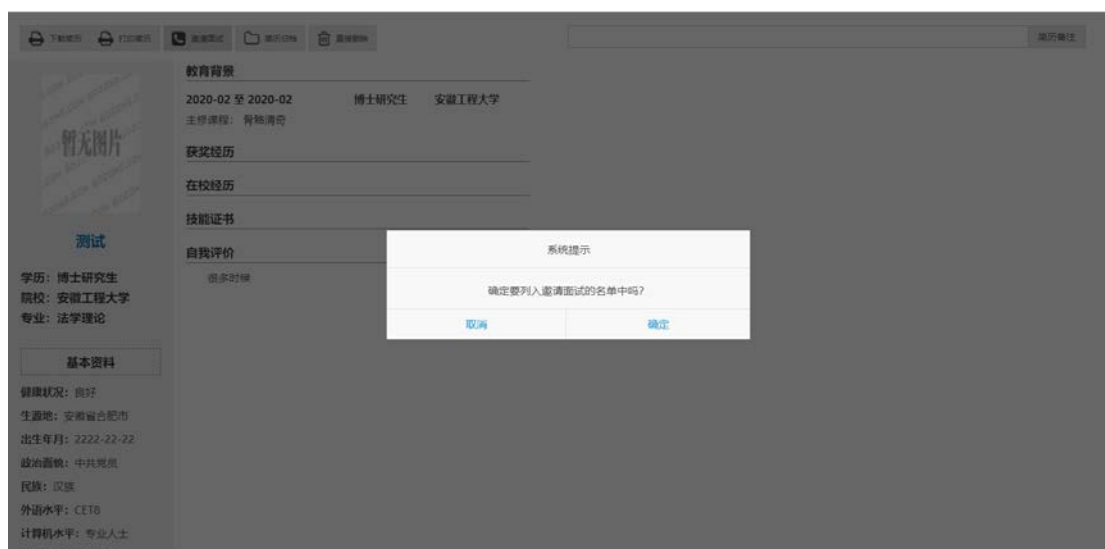 下载简历 打印简历 邀请面试 简历归档 直接删除 简历备注
暂无图片
测试
学历：博士研究生
院校：安徽工程大学
专业：法学理论
基本资料
健康状况：良好
生源地：安徽省合肥市
出生年月：2222-22-22
政治面貌：中共党员
民族：汉族
外语水平：CET8
计算机水平：专业人士
教育背景
2020-02 至 2020-02 博士研究生 安徽工程大学
主修课程： 骨骼清奇
获奖经历
在校经历
技能证书
自我评价
很多时候
系统提示
确定要列入邀请面试的名单中吗?
取消 确定